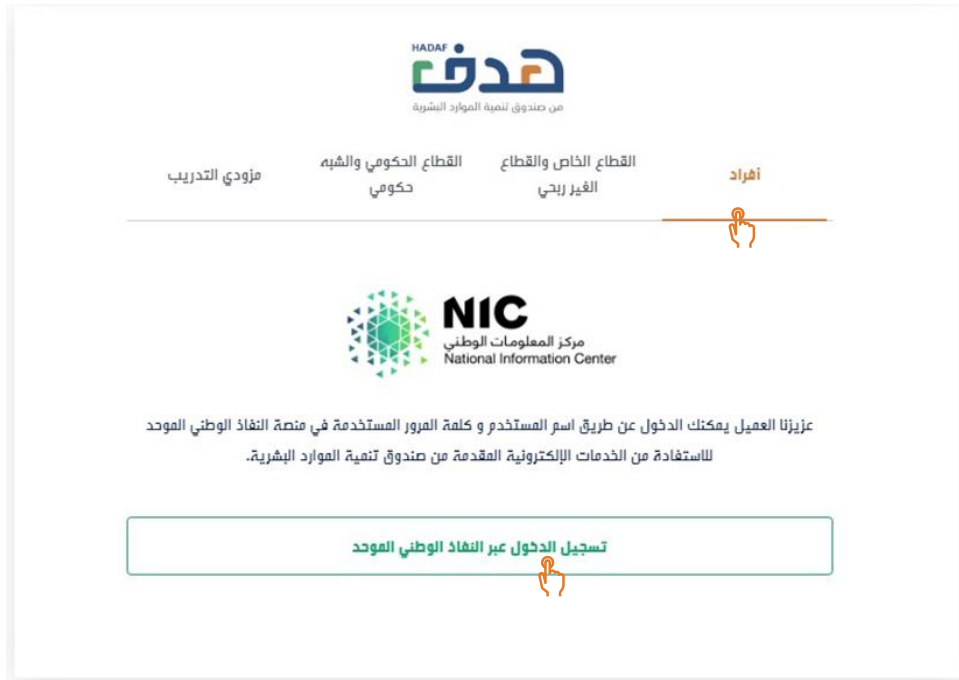 HADAF
هدف
من صندوق تنمية الموارد البشرية
أفراد
القطاع الخاص والقطاع
الغير ربحي
القطاع الحكومي والشبه
حكومي
مزودي التدريب
NIC
مركز المعلومات الوطني
National Information Center
عزيزنا العميل يمكنك الدخول عن طريق اسم المستخدم و كلمة المرور المستخدمة في منصة النفاذ الوطني الموحد
للاستفادة من الخدمات الإلكترونية المقدمة من صندوق تنمية الموارد البشرية.
تسجيل الدخول عبر النفاذ الوطني الموحد